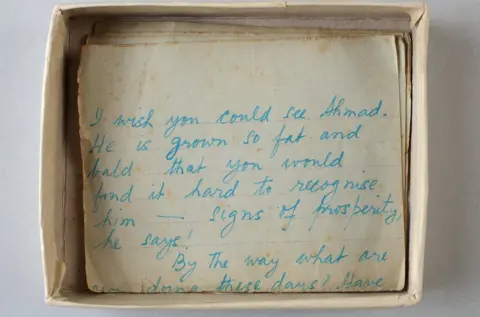 I wish you could see Ahmad.
He is grown so fat and
bald that you would
find it hard to recognise
him — signs of prosperity,
he says!
By the way what are
you doing these days? Have